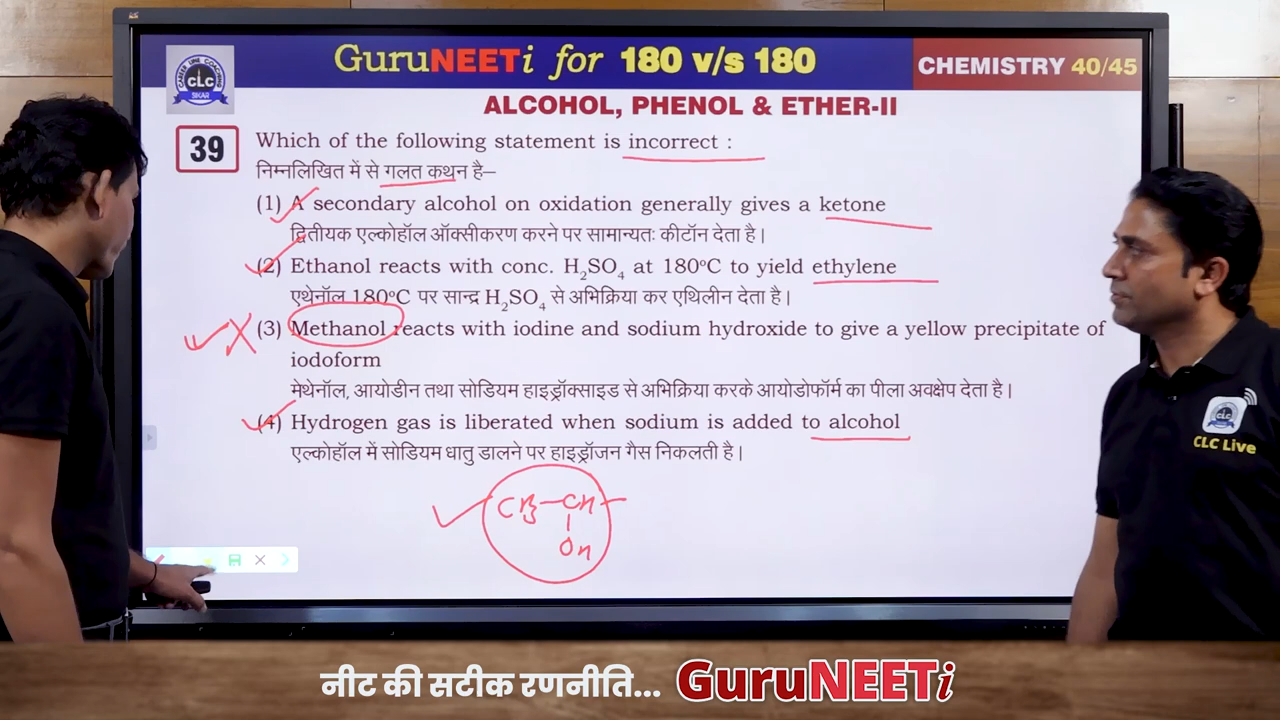 GuruNEETi for 180 v/s 180
CHEMISTRY 40/45
CAREER LINE COACHING
CLC
SIKAR
ALCOHOL, PHENOL & ETHER-II
39
Which of the following statement is incorrect :
निम्नलिखित में से गलत कथन है–
(1) A secondary alcohol on oxidation generally gives a ketone
द्वितीयक एल्कोहॉल ऑक्सीकरण करने पर सामान्यतः कीटॉन देता है।
(2) Ethanol reacts with conc. H₂SO₄ at 180°C to yield ethylene
एथेनॉल 180°C पर सान्द्र H₂SO₄ से अभिक्रिया कर एथिलीन देता है।
(3) Methanol reacts with iodine and sodium hydroxide to give a yellow precipitate of
iodoform
मेथेनॉल, आयोडीन तथा सोडियम हाइड्रॉक्साइड से अभिक्रिया करके आयोडोफॉर्म का पीला अवक्षेप देता है।
(4) Hydrogen gas is liberated when sodium is added to alcohol
एल्कोहॉल में सोडियम धातु डालने पर हाइड्रॉजन गैस निकलती है।
CH₃—CH—
|
OH
CLC
CLC Live
नीट की सटीक रणनीति... GuruNEETi